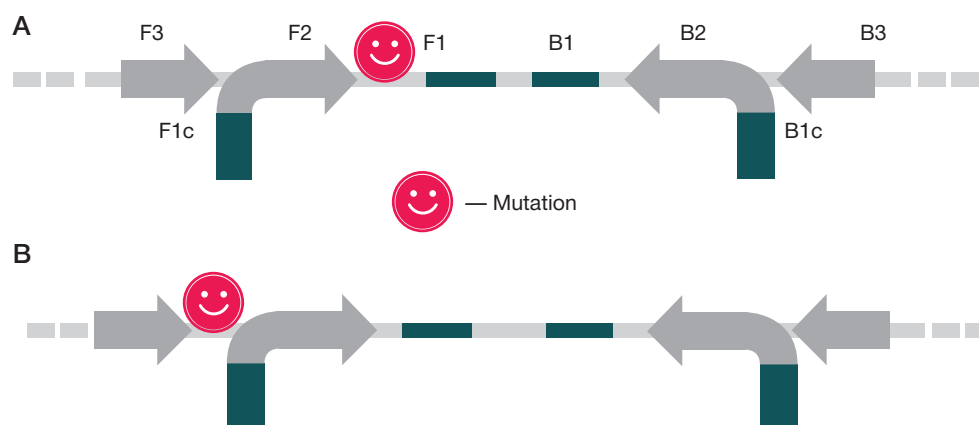 A
F3 F2 F1 B1 B2 B3
F1c B1c
— Mutation
B